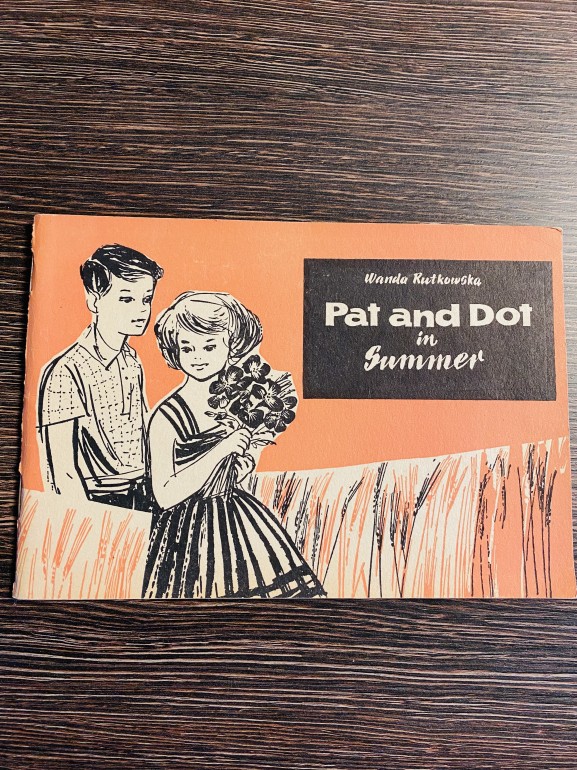 Wanda Rutkowska
Pat and Dot
in
Summer